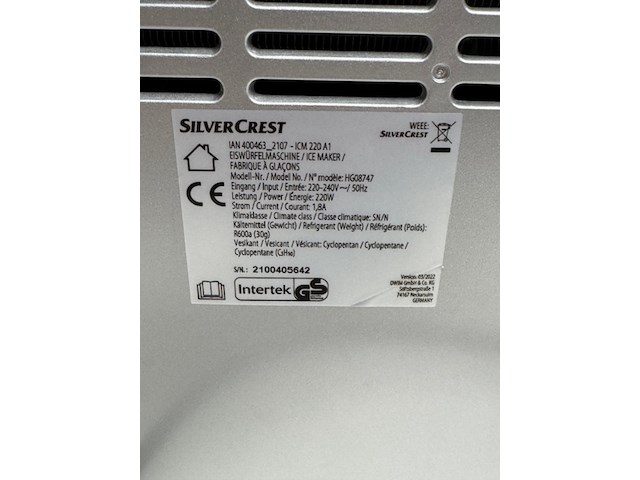 SILVERCREST
WEEE:
SILVERCREST
IAN 400463_2107 - ICM 220 A1
EISWÜRFELMASCHINE / ICE MAKER /
FABRIQUE À GLAÇONS
Modell-Nr. / Model No. / N° modèle: HG08747
Eingang / Input / Entrée: 220-240V~/ 50Hz
Leistung / Power / Énergie: 220W
Strom / Current / Courant: 1,8A
Klimaklasse / Climate class / Classe climatique: SN/N
Kältemittel (Gewicht) / Refrigerant (Weight) / Réfrigérant (Poids):
R600a (30g)
Vesikant / Vesicant / Vésicant: Cyclopentan / Cyclopentane /
Cyclopentane (C₅H₁₀)
S/N.: 2100405642
CE
Intertek GS
Version: 03/2022
OWIM GmbH & Co. KG
Stiftsbergstraße 1
74167 Neckarsulm
GERMANY